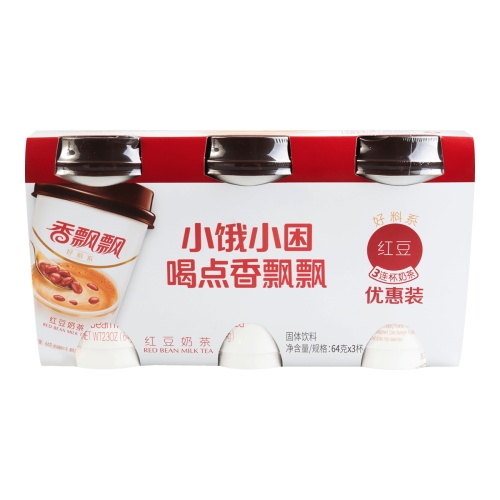 香飘飘
好料系
红豆奶茶
RED BEAN MILK TEA
小饿小困
喝点香飘飘
好料系
红豆
3连杯奶茶
优惠装
红豆奶茶
RED BEAN MILK TEA
固体饮料
净含量/规格:64克x3杯